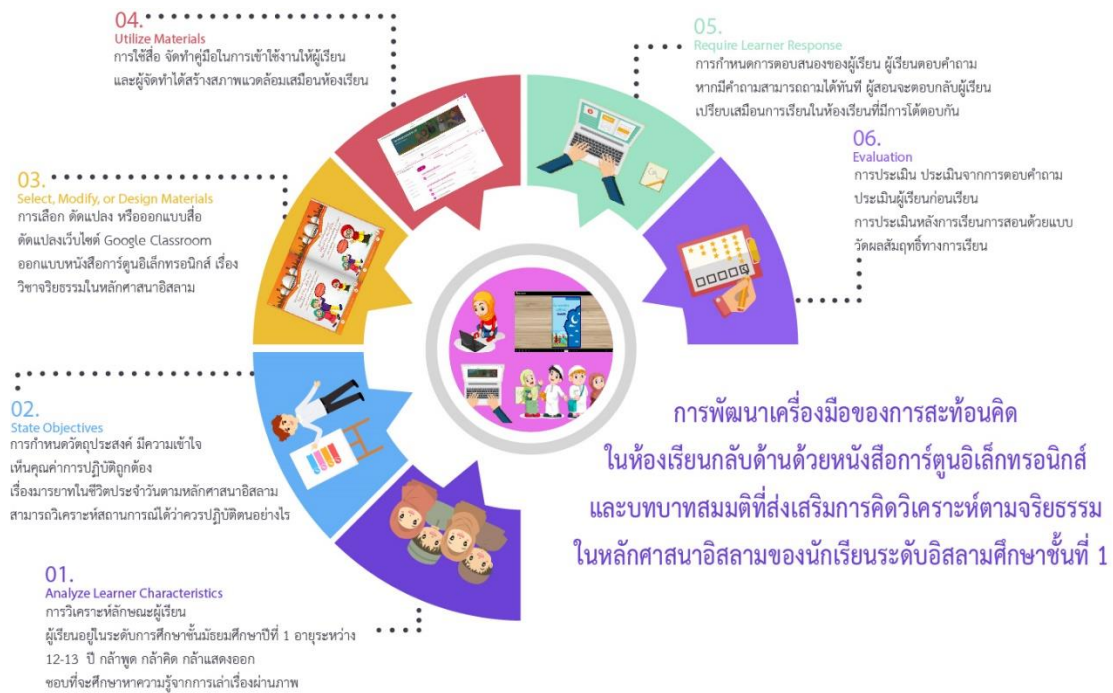 04.
Utilize Materials
การใช้สื่อ จัดทำคู่มือในการเข้าใช้งานให้ผู้เรียน
และผู้จัดทำได้สร้างสภาพแวดล้อมเสมือนห้องเรียน
05.
Require Learner Response
การกำหนดการตอบสนองของผู้เรียน ผู้เรียนตอบคำถาม
หากมีคำถามสามารถถามได้ทันที ผู้สอนจะตอบกลับผู้เรียน
เปรียบเสมือนการเรียนในห้องเรียนที่มีการโต้ตอบกัน
06.
Evaluation
การประเมิน ประเมินจากการตอบคำถาม
ประเมินผู้เรียนก่อนเรียน
การประเมินหลังการเรียนการสอนด้วยแบบ
วัดผลสัมฤทธิ์ทางการเรียน
03.
Select, Modify, or Design Materials
การเลือก ดัดแปลง หรือออกแบบสื่อ
ดัดแปลงเว็บไซต์ Google Classroom
ออกแบบหนังสือการ์ตูนอิเล็กทรอนิกส์ เรื่อง
วิชาจริยธรรมในหลักศาสนาอิสลาม
02.
State Objectives
การกำหนดวัตถุประสงค์ มีความเข้าใจ
เห็นคุณค่าการปฏิบัติถูกต้อง
เรื่องมารยาทในชีวิตประจำวันตามหลักศาสนาอิสลาม
สามารถวิเคราะห์สถานการณ์ได้ว่าควรปฏิบัติตนอย่างไร
01.
Analyze Learner Characteristics
การวิเคราะห์ลักษณะผู้เรียน
ผู้เรียนอยู่ในระดับการศึกษาชั้นมัธยมศึกษาปีที่ 1 อายุระหว่าง
12-13 ปี กล้าพูด กล้าคิด กล้าแสดงออก
ชอบที่จะศึกษาหาความรู้จากการเล่าเรื่องผ่านภาพ
การพัฒนาเครื่องมือของการสะท้อนคิด
ในห้องเรียนกลับด้านด้วยหนังสือการ์ตูนอิเล็กทรอนิกส์
และบทบาทสมมติที่ส่งเสริมการคิดวิเคราะห์ตามจริยธรรม
ในหลักศาสนาอิสลามของนักเรียนระดับอิสลามศึกษาชั้นที่ 1